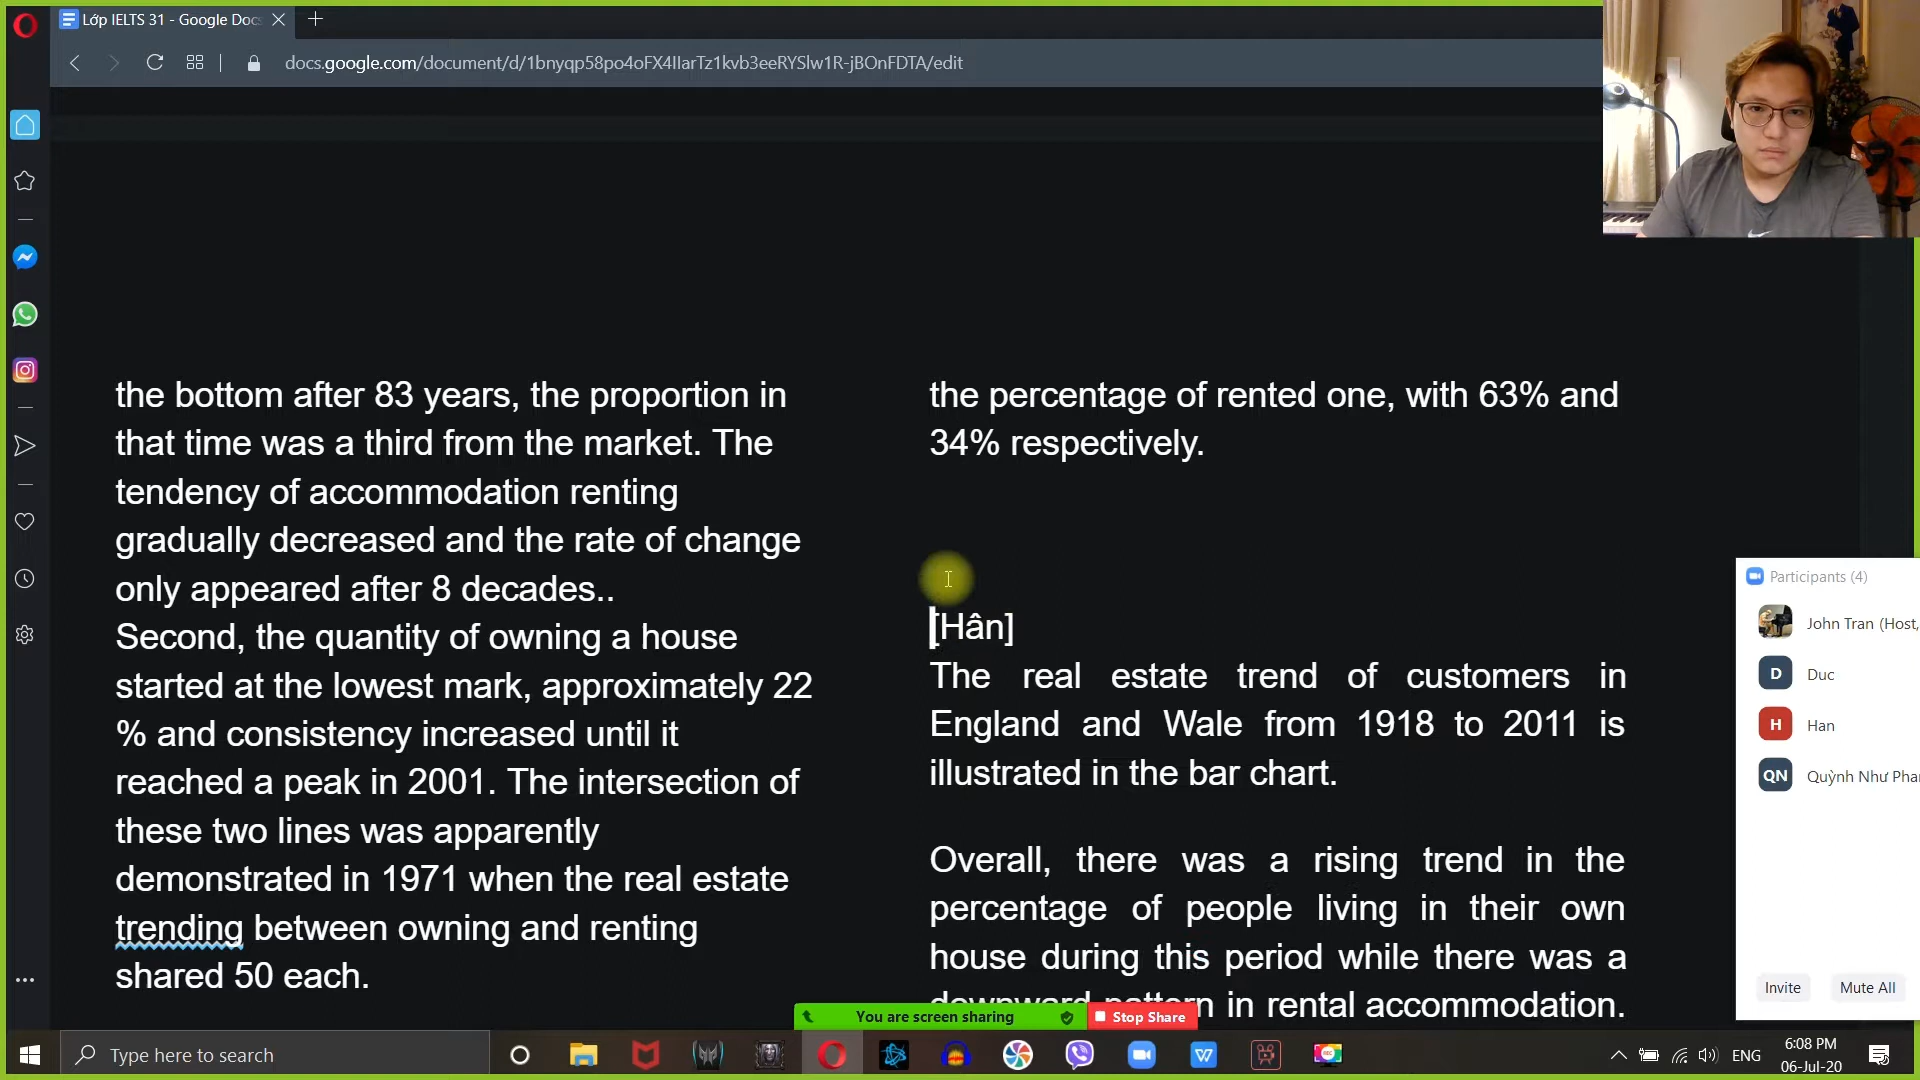 Lớp IELTS 31 - Google Doc
docs.google.com/document/d/1bnyqp58po4oFX4IIarTz1kvb3eeRYSlw1R-jBOnFDTA/edit
the bottom after 83 years, the proportion in
that time was a third from the market. The
tendency of accommodation renting
gradually decreased and the rate of change
only appeared after 8 decades..
Second, the quantity of owning a house
started at the lowest mark, approximately 22
% and consistency increased until it
reached a peak in 2001. The intersection of
these two lines was apparently
demonstrated in 1971 when the real estate
trending between owning and renting
shared 50 each.
the percentage of rented one, with 63% and
34% respectively.
[Hân]
The real estate trend of customers in
England and Wale from 1918 to 2011 is
illustrated in the bar chart.
Overall, there was a rising trend in the
percentage of people living in their own
house during this period while there was a
downward pattern in rental accommodation.
Participants (4)
John Tran (Host,
D Duc
H Han
QN Quỳnh Như Phar
Invite Mute All
You are screen sharing Stop Share
Type here to search
ENG
6:08 PM
06-Jul-20